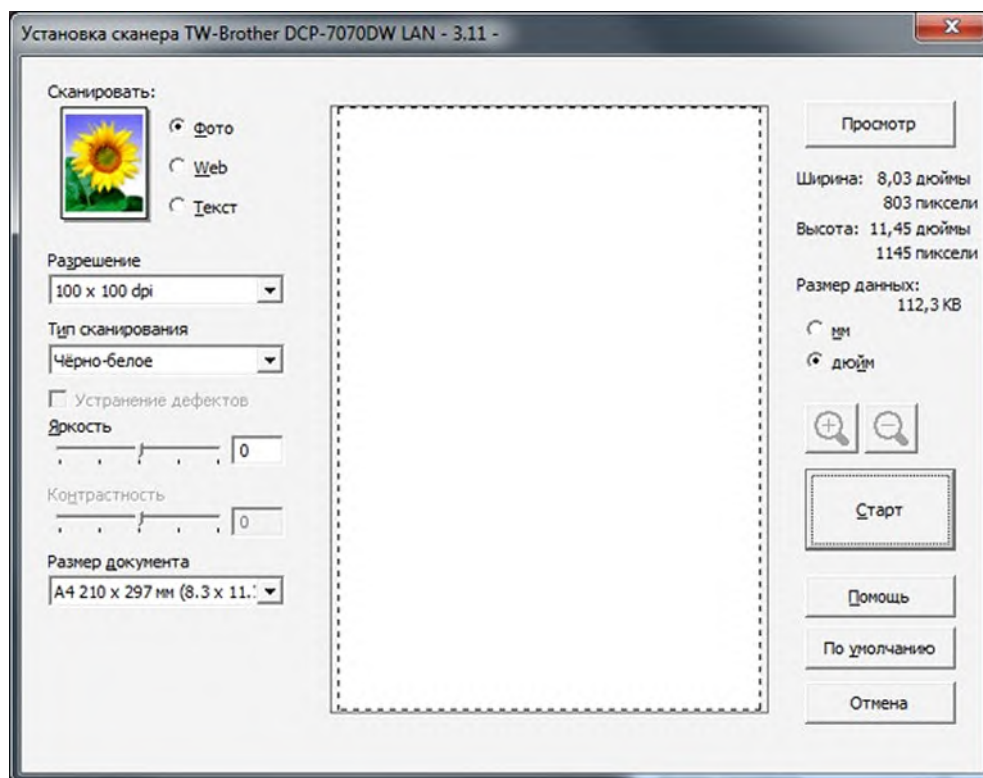 Установка сканера TW-Brother DCP-7070DW LAN - 3.11 -
Сканировать:
Фото
Web
Текст
Разрешение
100 x 100 dpi
Тип сканирования
Чёрно-белое
Устранение дефектов
Яркость
0
Контрастность
0
Размер документа
A4 210 x 297 мм (8.3 x 11.
Просмотр
Ширина: 8,03 дюймы
803 пиксели
Высота: 11,45 дюймы
1145 пиксели
Размер данных:
112,3 KB
мм
дюйм
Старт
Помощь
По умолчанию
Отмена